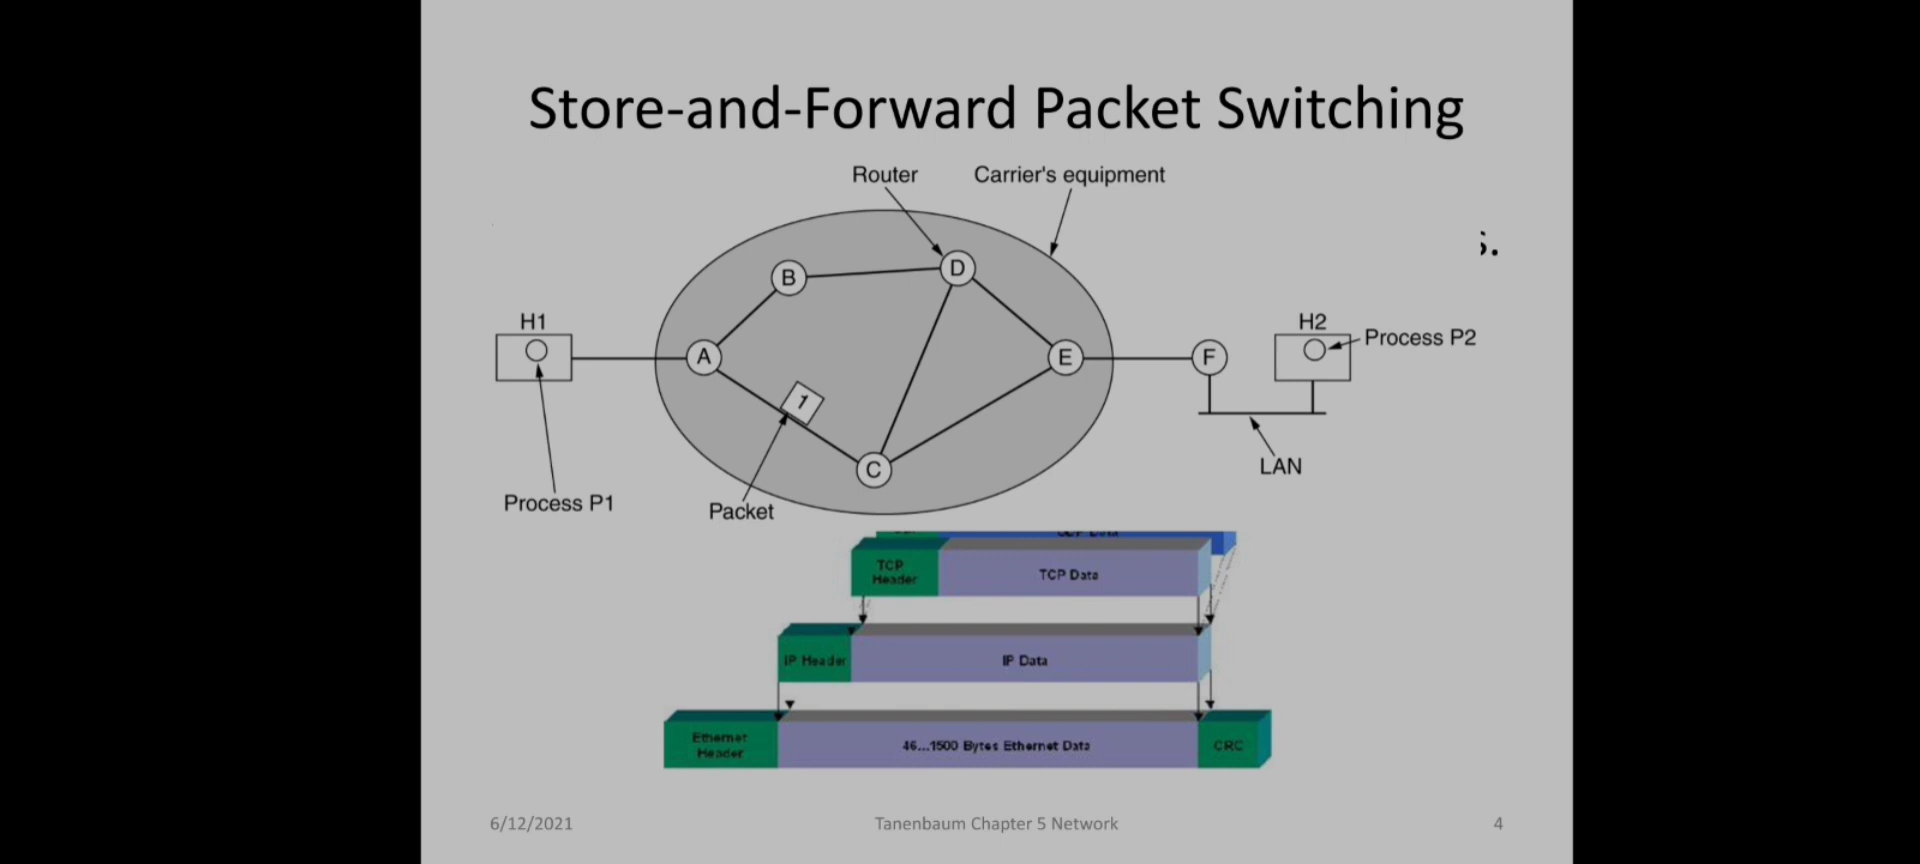 Store-and-Forward Packet Switching
Router
Carrier's equipment
s.
B
D
H1
H2
Process P2
A
E
F
1
C
LAN
Process P1
Packet
TCP
Header
TCP Data
IP Header
IP Data
Ethernet
Header
46...1500 Bytes Ethernet Data
CRC
6/12/2021
Tanenbaum Chapter 5 Network
4